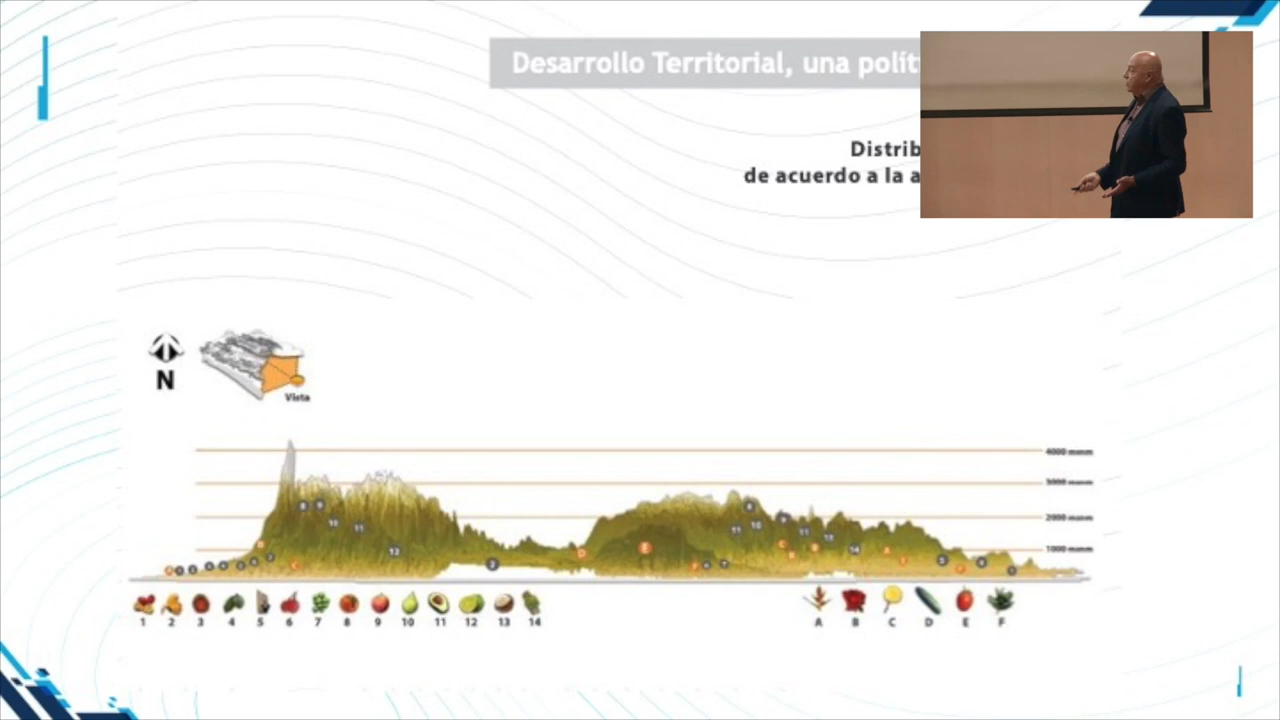 Desarrollo Territorial, una polít
Distrib
de acuerdo a la a
N
Vista
4000 msnm
3000 msnm
2000 msnm
1000 msnm
1 2 3 4 5 6 7 8 9 10 11 12 13 14
A B C D E F